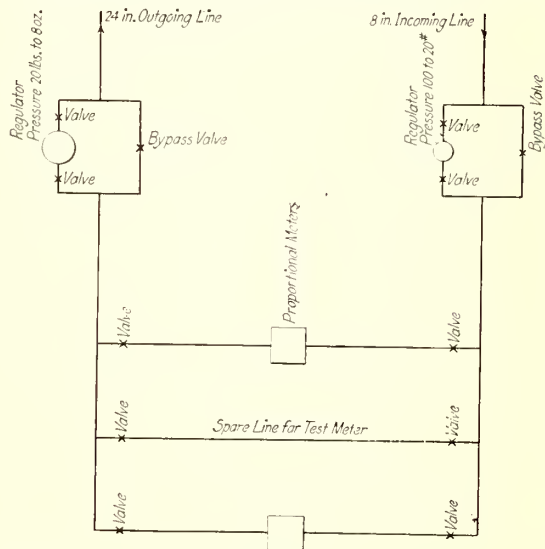 24 in. Outgoing Line
8 in. Incoming Line
Regulator
Pressure 20 lbs. to 8 oz.
Valve
Bypass Valve
Valve
Regulator
Pressure 100 to 20#
Valve
Valve
Bypass Valve
Proportional Meters
Valve
Valve
Valve
Spare Line for Test Meter
Valve
Valve
Valve